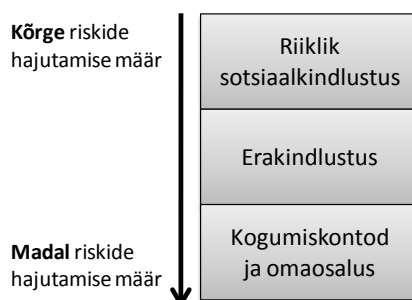 Kõrge riskide
hajutamise määr
Riiklik
sotsiaalkindlustus
Erakindlustus
Madal riskide
hajutamise määr
Kogumiskontod
ja omaosalus